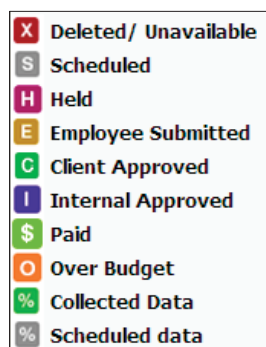 X Deleted/ Unavailable
S Scheduled
H Held
E Employee Submitted
C Client Approved
I Internal Approved
$ Paid
O Over Budget
% Collected Data
% Scheduled data